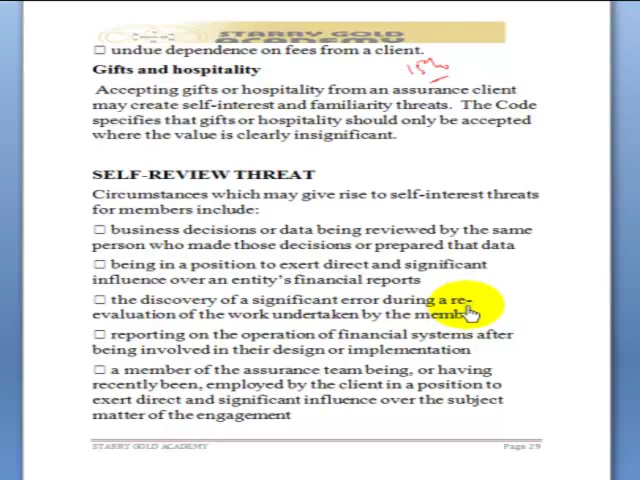 STARRY GOLD
ACADEMY
☐ undue dependence on fees from a client.
Gifts and hospitality
15%
Accepting gifts or hospitality from an assurance client
may create self-interest and familiarity threats. The Code
specifies that gifts or hospitality should only be accepted
where the value is clearly insignificant.
SELF-REVIEW THREAT
Circumstances which may give rise to self-interest threats
for members include:
☐ business decisions or data being reviewed by the same
person who made those decisions or prepared that data
☐ being in a position to exert direct and significant
influence over an entity's financial reports
☐ the discovery of a significant error during a re-
evaluation of the work undertaken by the memb
☐ reporting on the operation of financial systems after
being involved in their design or implementation
☐ a member of the assurance team being, or having
recently been, employed by the client in a position to
exert direct and significant influence over the subject
matter of the engagement
STARRY GOLD ACADEMY Page 29